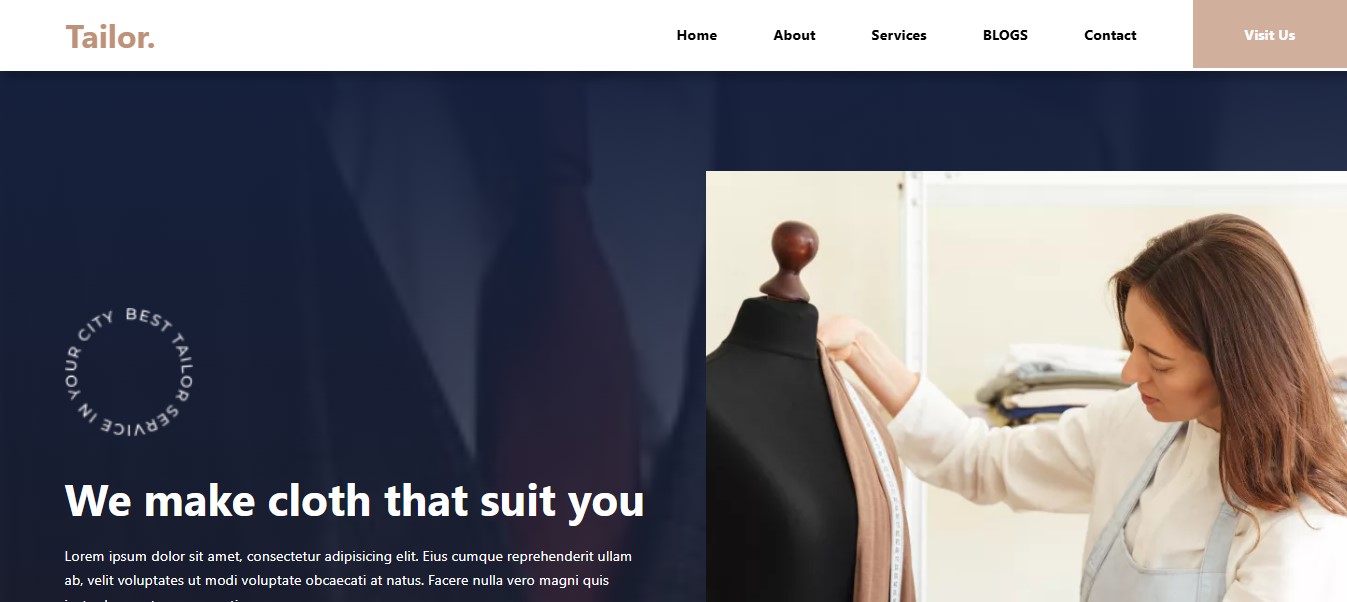 Tailor.
Home About Services BLOGS Contact Visit Us
BEST TAILOR SERVICE IN YOUR CITY
We make cloth that suit you
Lorem ipsum dolor sit amet, consectetur adipisicing elit. Eius cumque reprehenderit ullam
ab, velit voluptates ut modi voluptate obcaecati at natus. Facere nulla vero magni quis